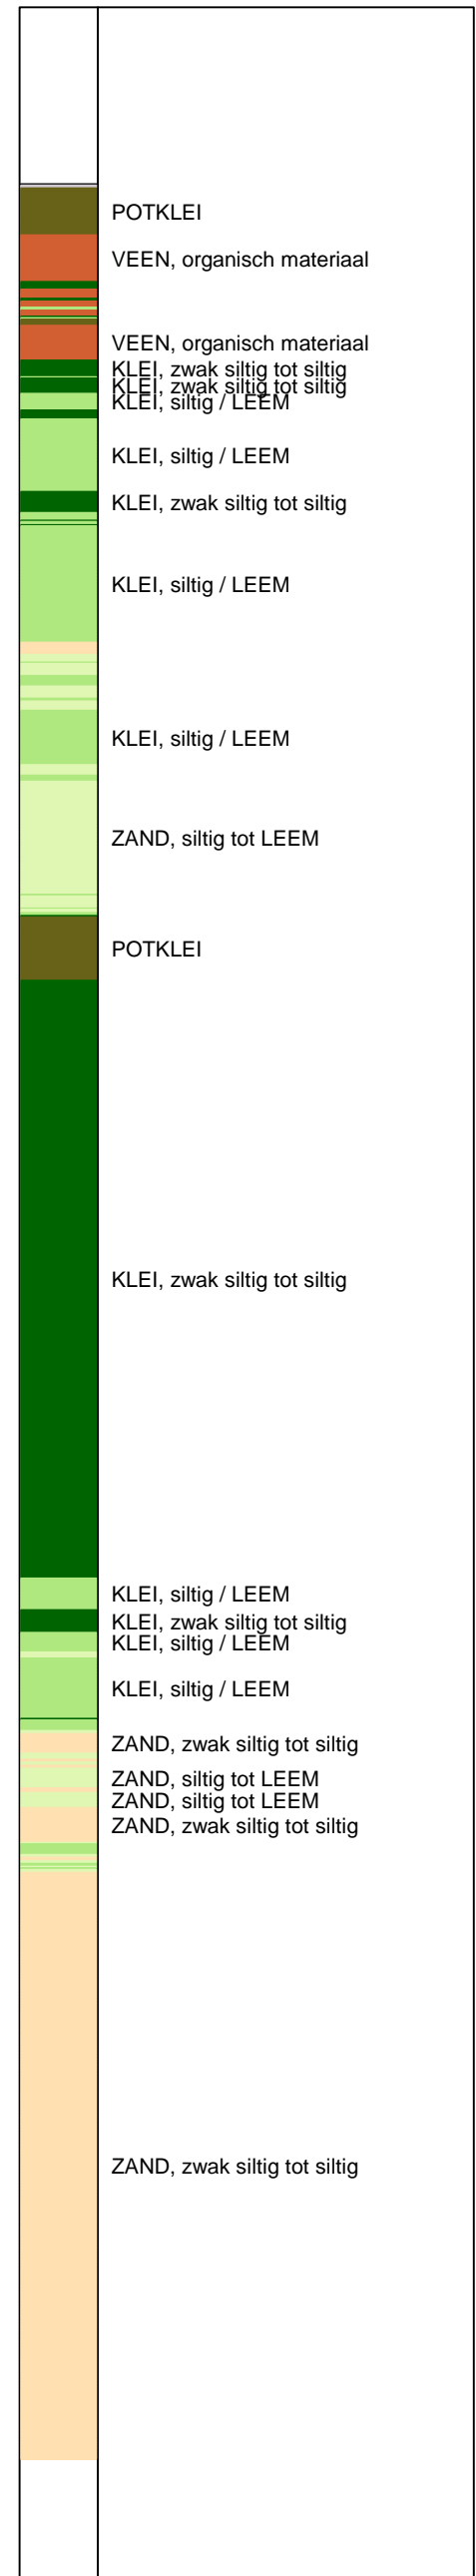 POTKLEI
VEEN, organisch materiaal
VEEN, organisch materiaal
KLEI, zwak siltig tot siltig
KLEI, zwak siltig tot siltig
KLEI, siltig / LEEM
KLEI, siltig / LEEM
KLEI, zwak siltig tot siltig
KLEI, siltig / LEEM
KLEI, siltig / LEEM
ZAND, siltig tot LEEM
POTKLEI
KLEI, zwak siltig tot siltig
KLEI, siltig / LEEM
KLEI, zwak siltig tot siltig
KLEI, siltig / LEEM
KLEI, siltig / LEEM
ZAND, zwak siltig tot siltig
ZAND, siltig tot LEEM
ZAND, siltig tot LEEM
ZAND, zwak siltig tot siltig
ZAND, zwak siltig tot siltig